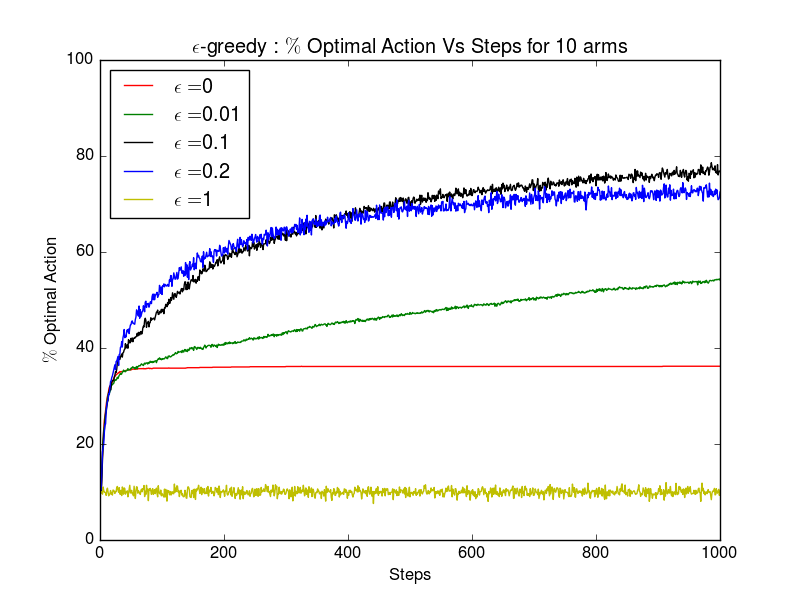 ϵ-greedy : % Optimal Action Vs Steps for 10 arms
100
80
60
40
20
0
% Optimal Action
ϵ =0
ϵ =0.01
ϵ =0.1
ϵ =0.2
ϵ =1
0 200 400 600 800 1000
Steps